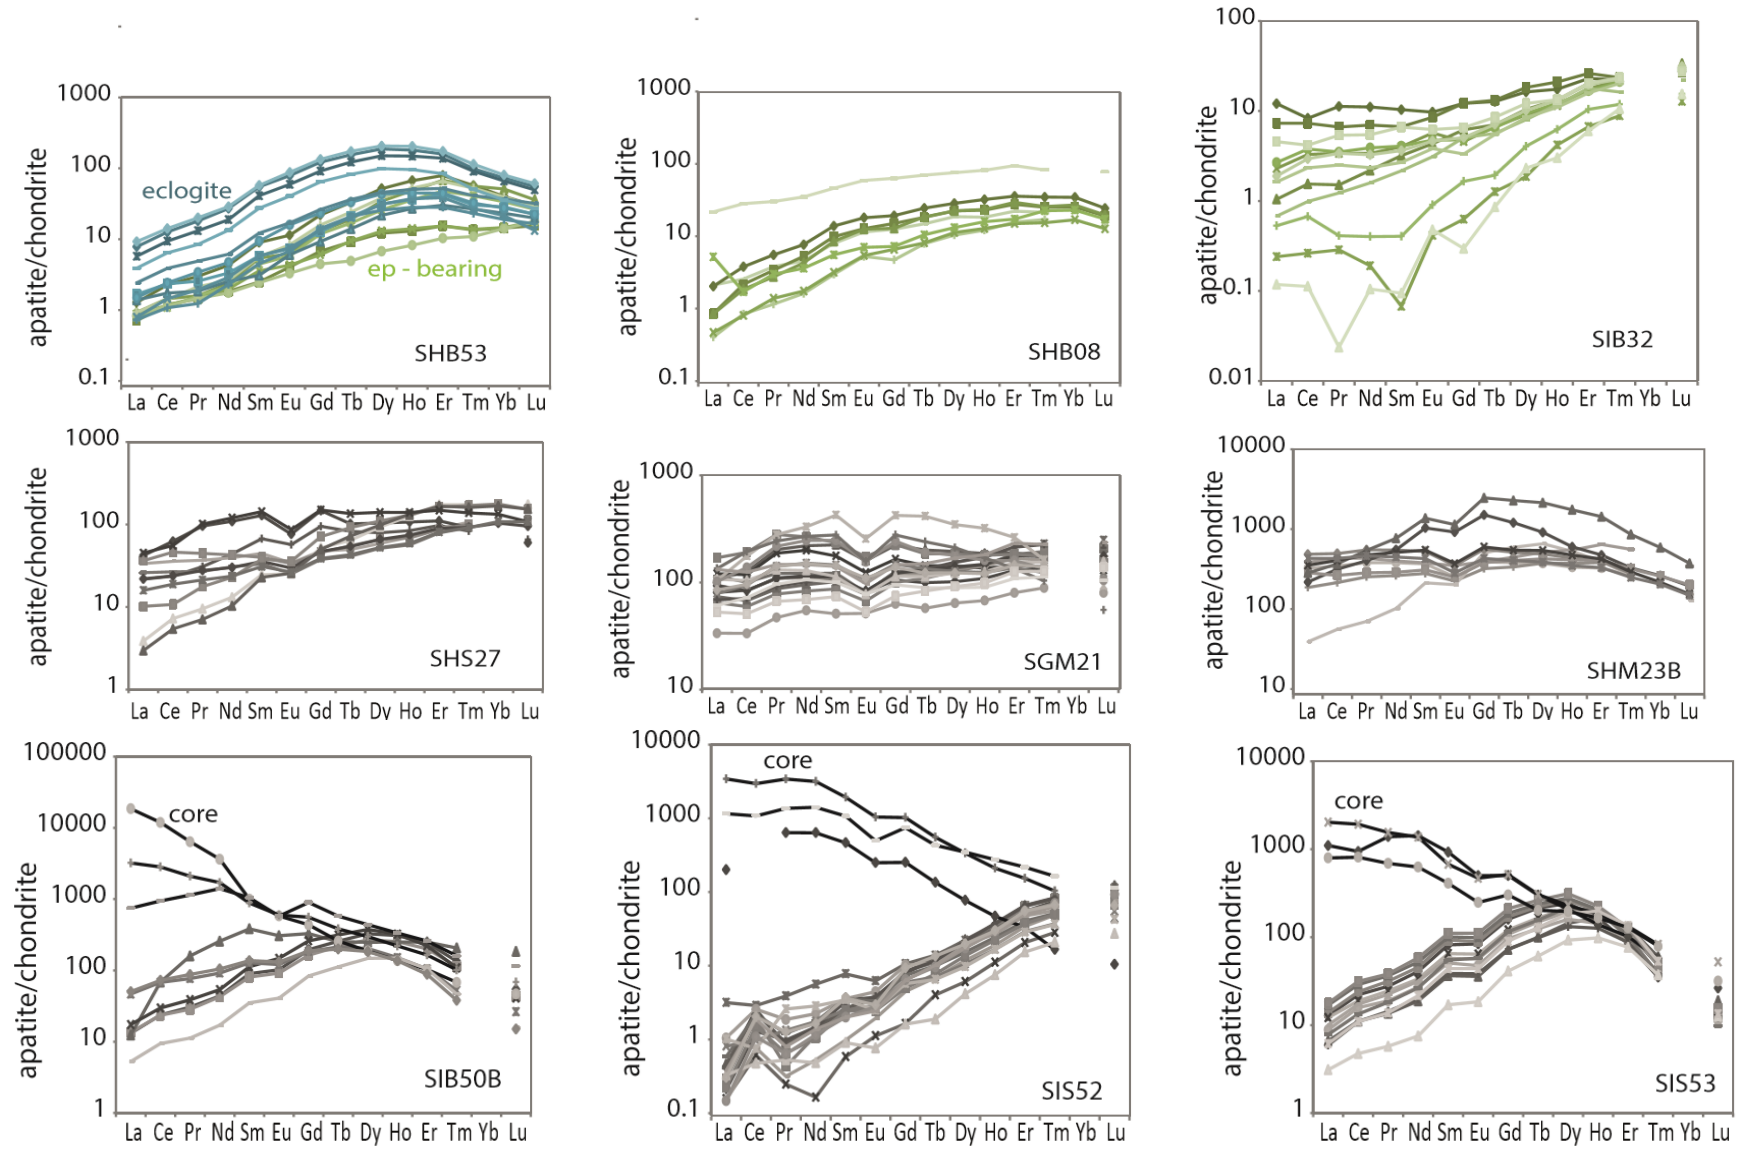 1000
100
10
1
0.1
apatite/chondrite
eclogite
ep - bearing
SHB53
La Ce Pr Nd Sm Eu Gd Tb Dy Ho Er Tm Yb Lu
1000
100
10
1
0.1
apatite/chondrite
SHB08
La Ce Pr Nd Sm Eu Gd Tb Dy Ho Er Tm Yb Lu
100
10
1
0.1
0.01
apatite/chondrite
SIB32
La Ce Pr Nd Sm Eu Gd Tb Dy Ho Er Tm Yb Lu
1000
100
10
1
apatite/chondrite
SHS27
La Ce Pr Nd Sm Eu Gd Tb Dy Ho Er Tm Yb Lu
1000
100
10
apatite/chondrite
SGM21
La Ce Pr Nd Sm Eu Gd Tb Dy Ho Er Tm Yb Lu
10000
1000
100
10
apatite/chondrite
SHM23B
La Ce Pr Nd Sm Eu Gd Tb Dy Ho Er Tm Yb Lu
1000000
10000
1000
100
10
1
apatite/chondrite
core
SIB50B
La Ce Pr Nd Sm Eu Gd Tb Dy Ho Er Tm Yb Lu
10000
1000
100
10
1
0.1
apatite/chondrite
core
SIS52
La Ce Pr Nd Sm Eu Gd Tb Dy Ho Er Tm Yb Lu
10000
1000
100
10
1
apatite/chondrite
core
SIS53
La Ce Pr Nd Sm Eu Gd Tb Dy Ho Er Tm Yb Lu